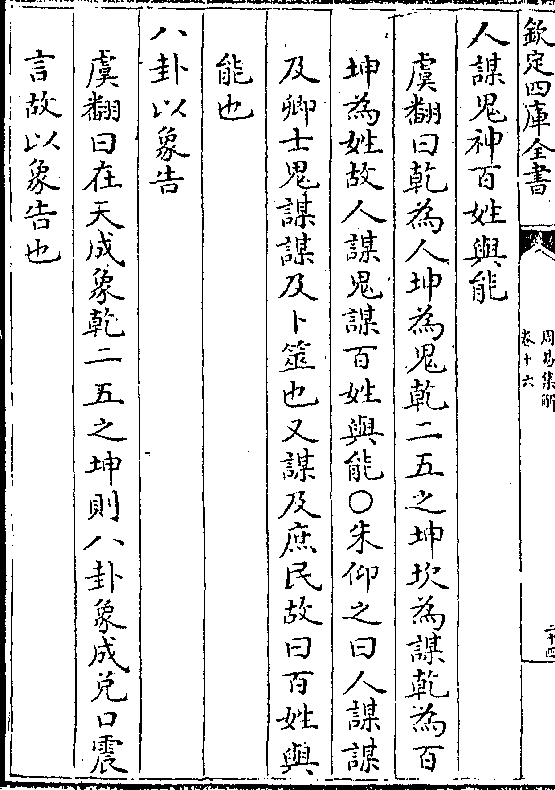 欽定四庫全書
周易集解
卷十六
二十四
人謀鬼神百姓與能
虞翻曰乾為人坤為鬼乾二五之坤坎為謀乾為百
坤為姓故人謀鬼謀百姓與能○朱仰之曰人謀謀
及卿士鬼謀謀及卜筮也又謀及庶民故曰百姓與
能也
八卦以象告
虞翻曰在天成象乾二五之坤則八卦象成兑口震
言故以象告也